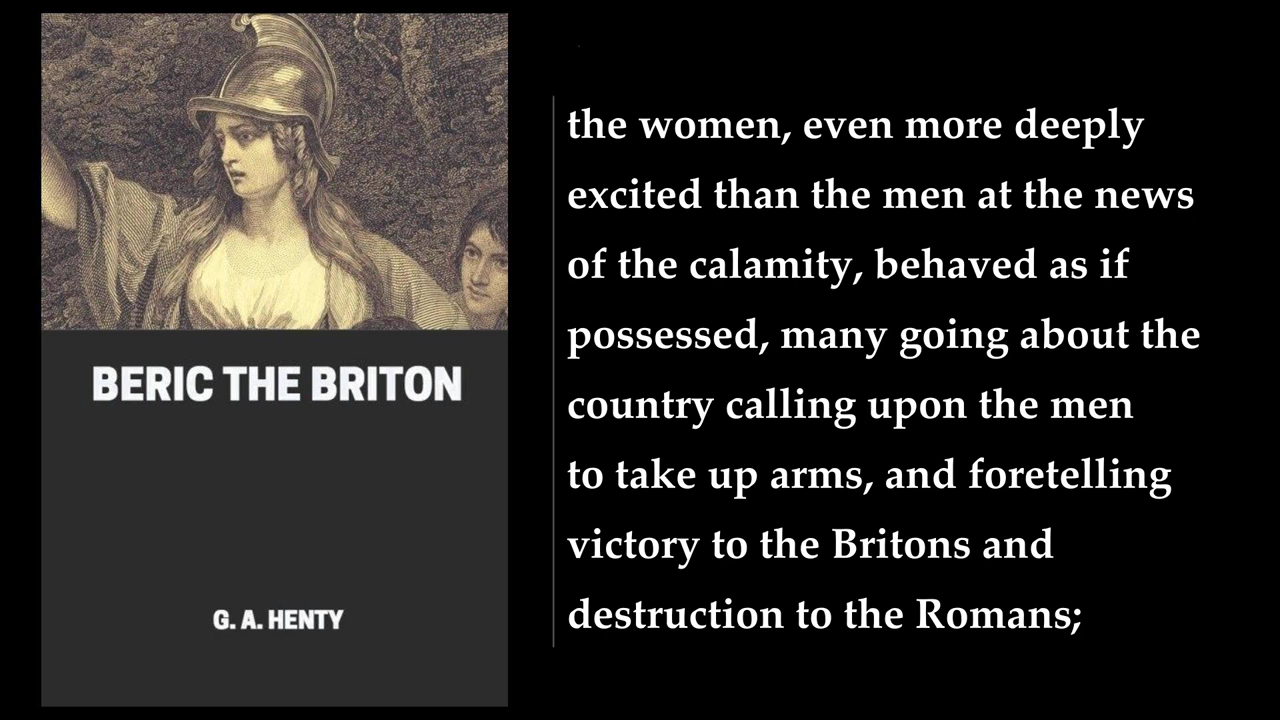 BERIC THE BRITON
G. A. HENTY
the women, even more deeply
excited than the men at the news
of the calamity, behaved as if
possessed, many going about the
country calling upon the men
to take up arms, and foretelling
victory to the Britons and
destruction to the Romans;